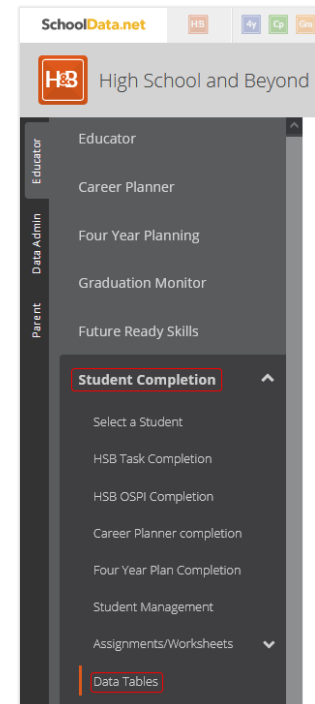 SchoolData.net HB 4y Cp Gm
H&B High School and Beyond
Educator
Data Admin
Parent
Educator
Career Planner
Four Year Planning
Graduation Monitor
Future Ready Skills
Student Completion
Select a Student
HSB Task Completion
HSB OSPI Completion
Career Planner completion
Four Year Plan Completion
Student Management
Assignments/Worksheets
Data Tables